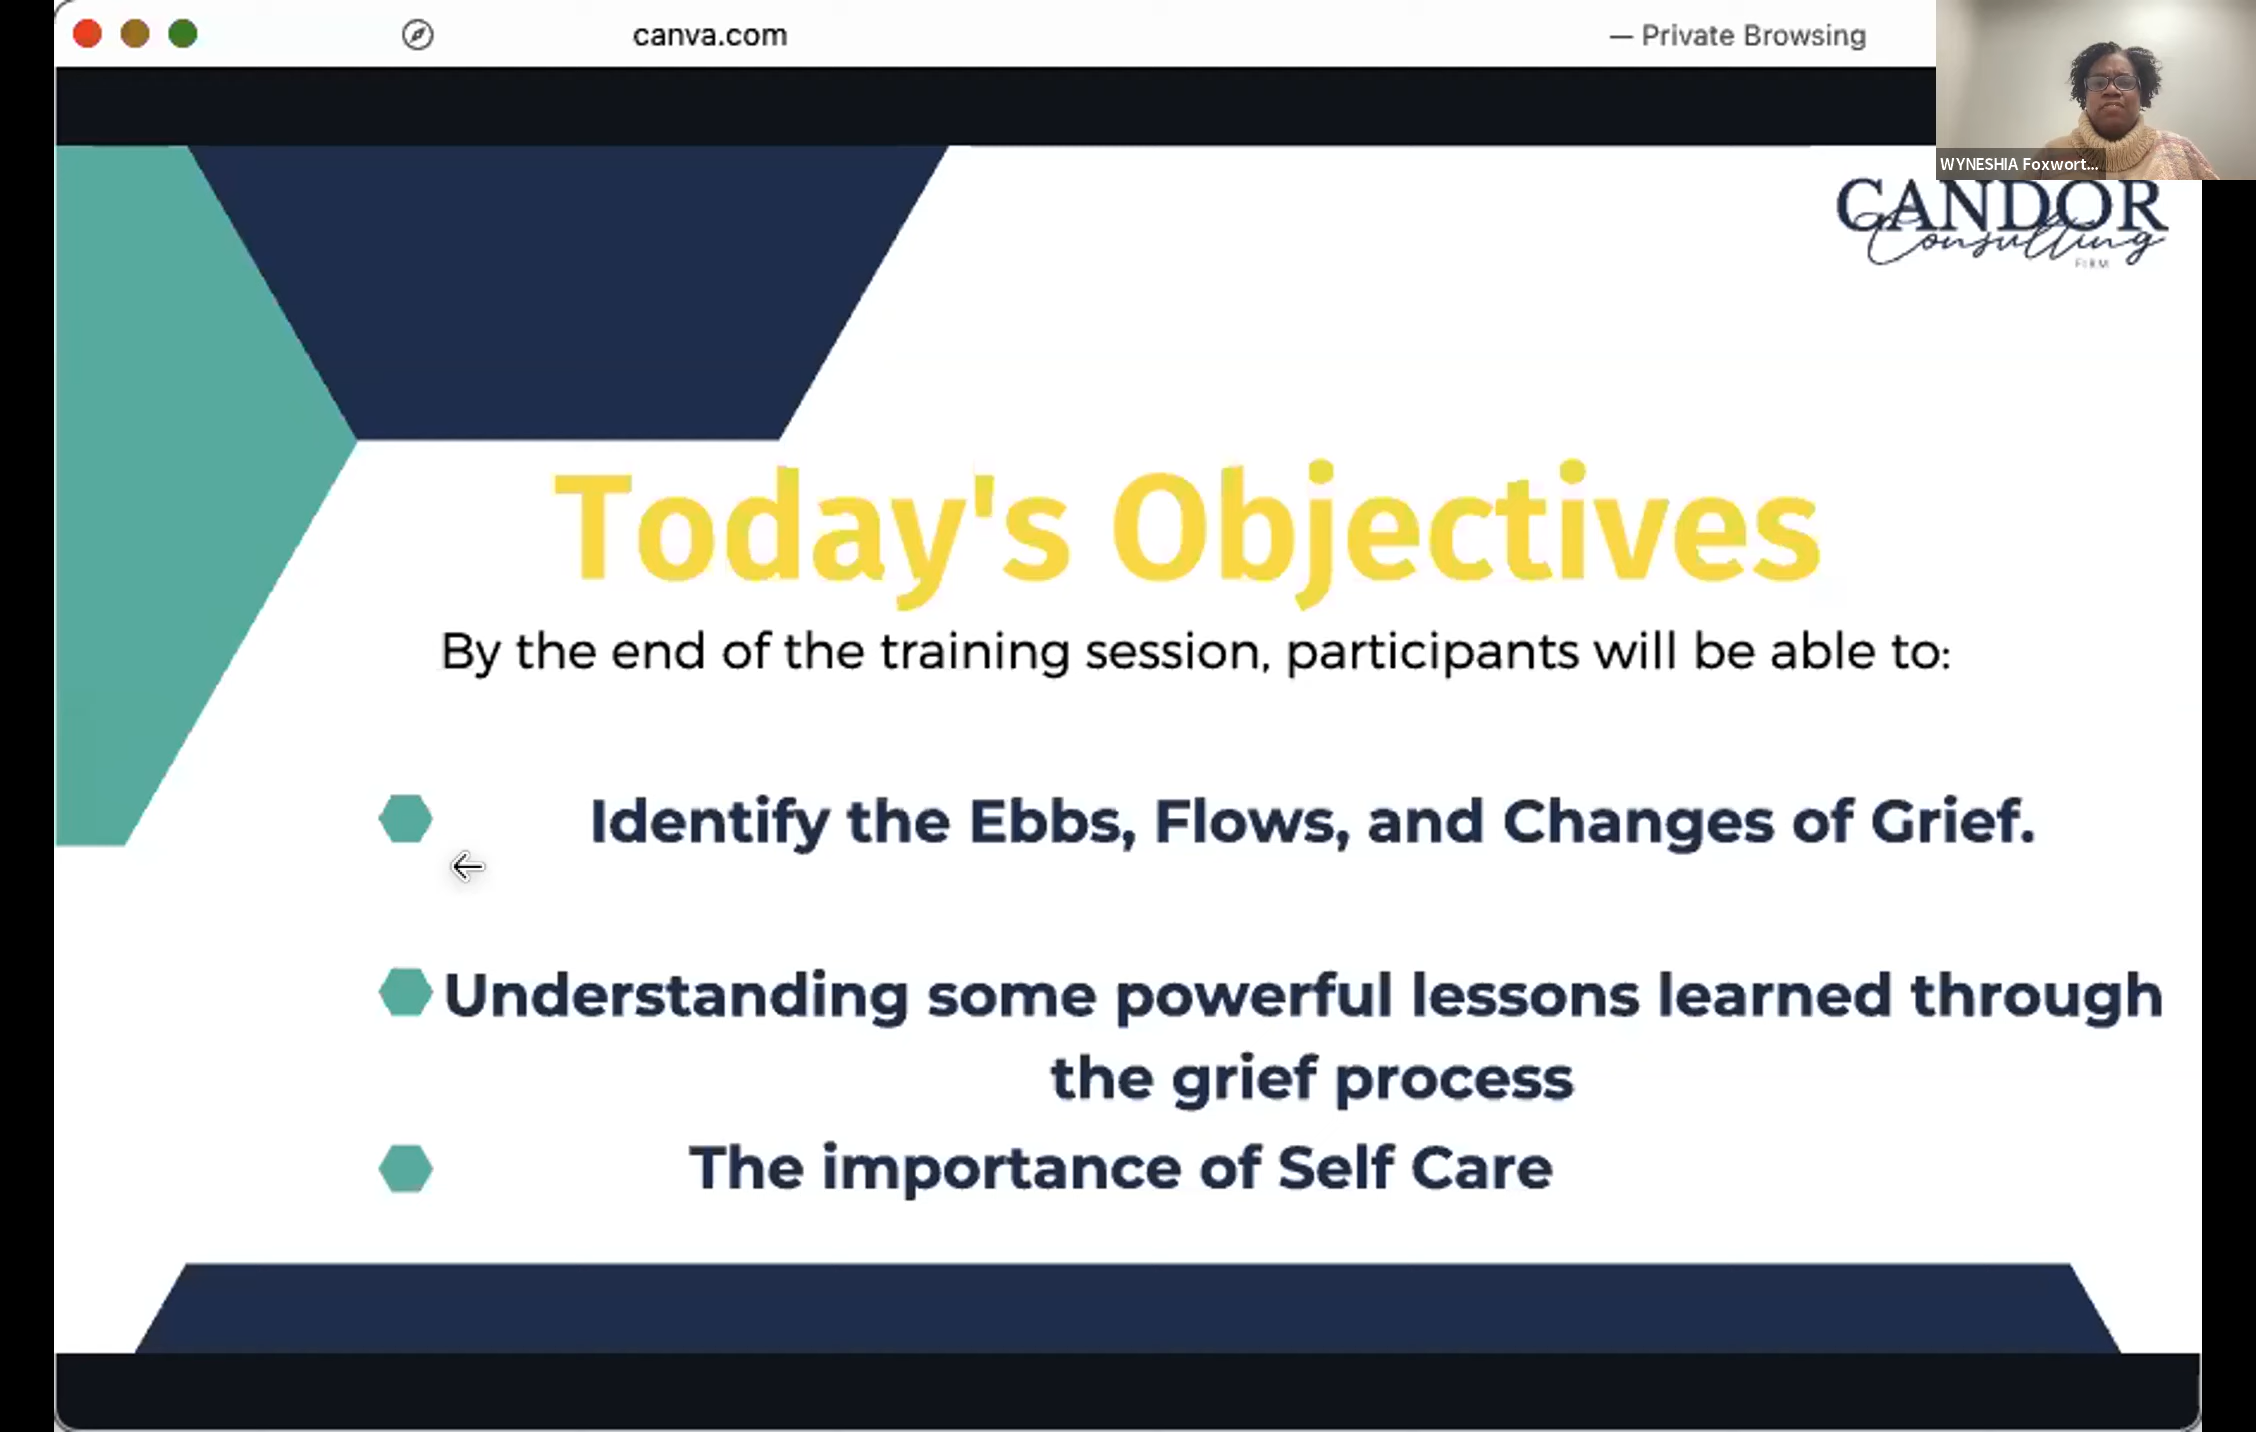 canva.com
— Private Browsing
WYNESHIA Foxwort...
CANDOR
Consulting
FIRM
Today's Objectives
By the end of the training session, participants will be able to:
Identify the Ebbs, Flows, and Changes of Grief.
Understanding some powerful lessons learned through
the grief process
The importance of Self Care